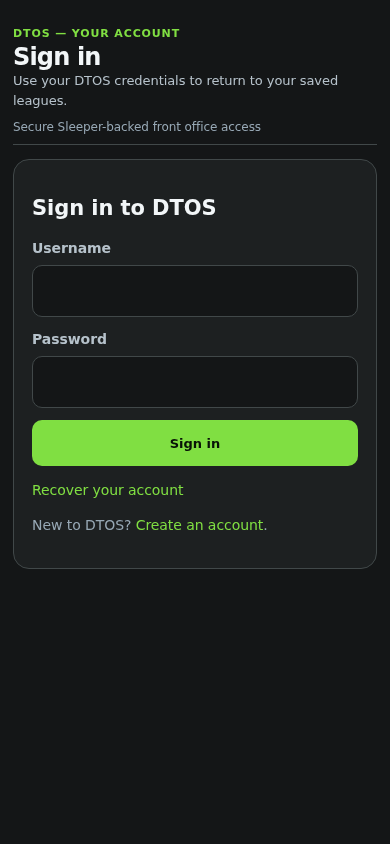 DTOS — YOUR ACCOUNT
Sign in
Use your DTOS credentials to return to your saved
leagues.
Secure Sleeper-backed front office access
Sign in to DTOS
Username
Password
Sign in
Recover your account
New to DTOS? Create an account.